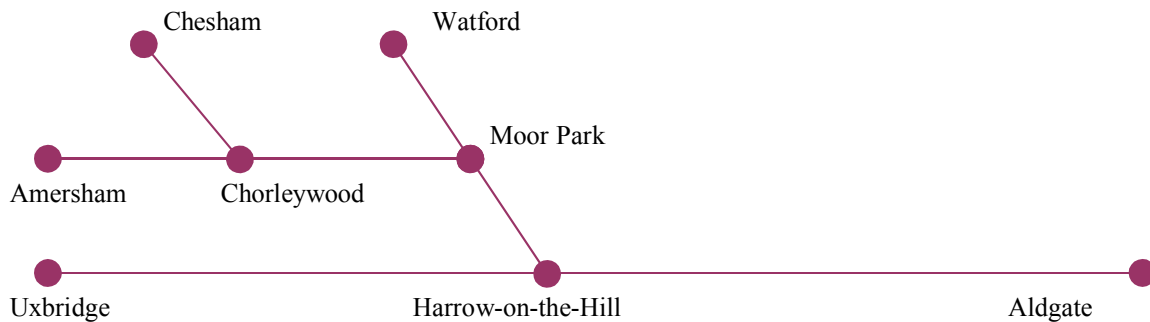 Chesham
Watford
Moor Park
Amersham
Chorleywood
Uxbridge
Harrow-on-the-Hill
Aldgate